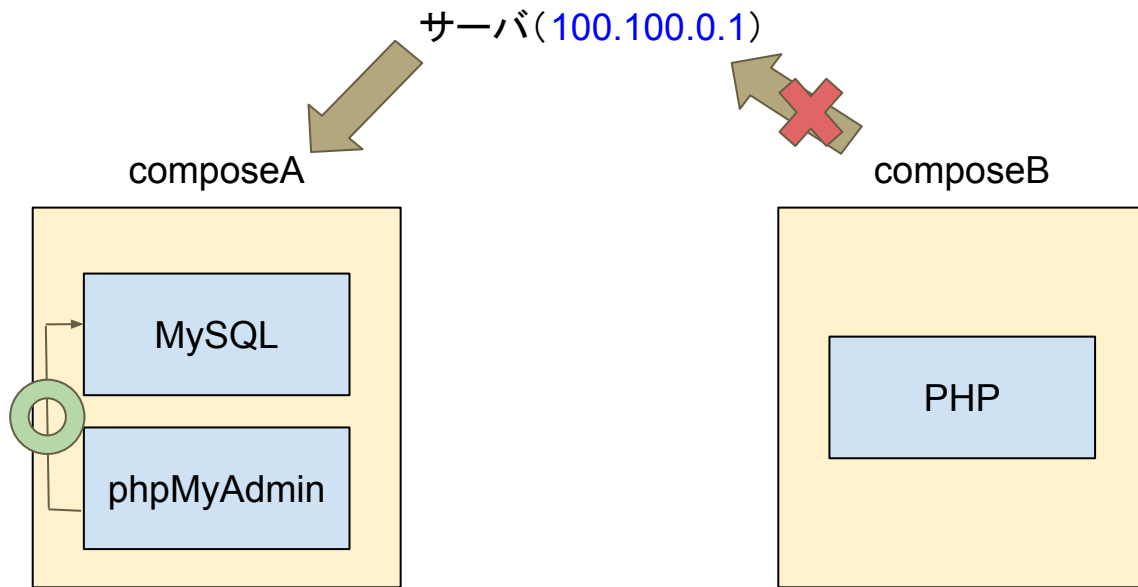 サーバ(100.100.0.1)
composeA
composeB
MySQL
PHP
phpMyAdmin